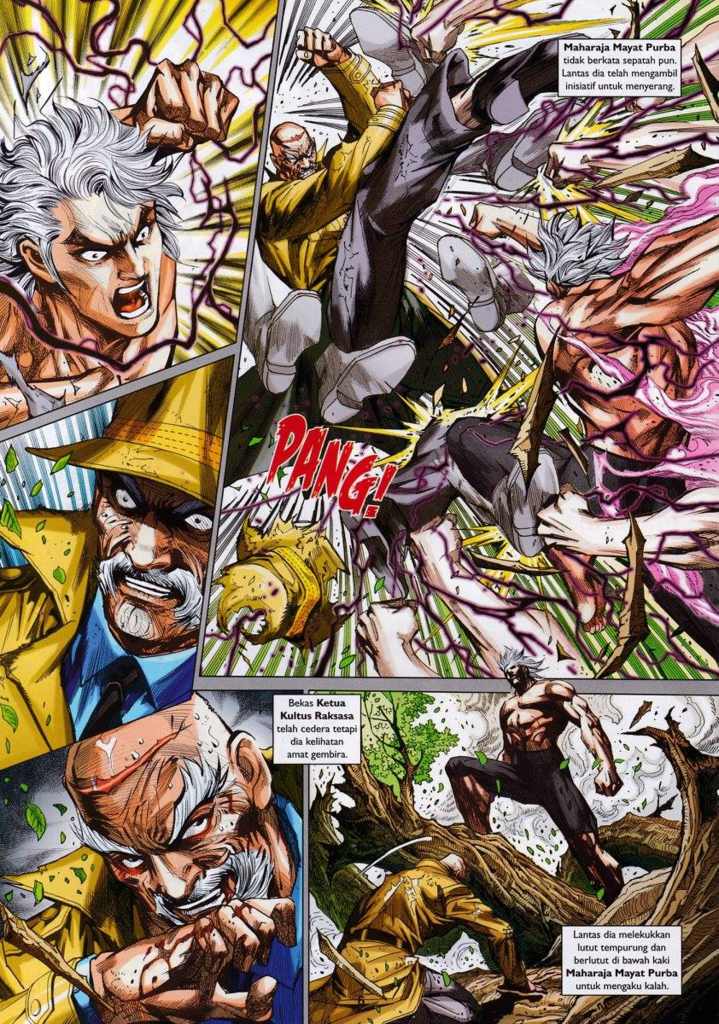 Maharaja Mayat Purba
tidak berkata sepatah pun.
Lantas dia telah mengambil
inisiatif untuk menyerang.
PANG!
Bekas Ketua
Kultus Raksasa
telah cedera tetapi
dia kelihatan
amat gembira.
Lantas dia melekukkan
lutut tempurung dan
berlutut di bawah kaki
Maharaja Mayat Purba
untuk mengaku kalah.